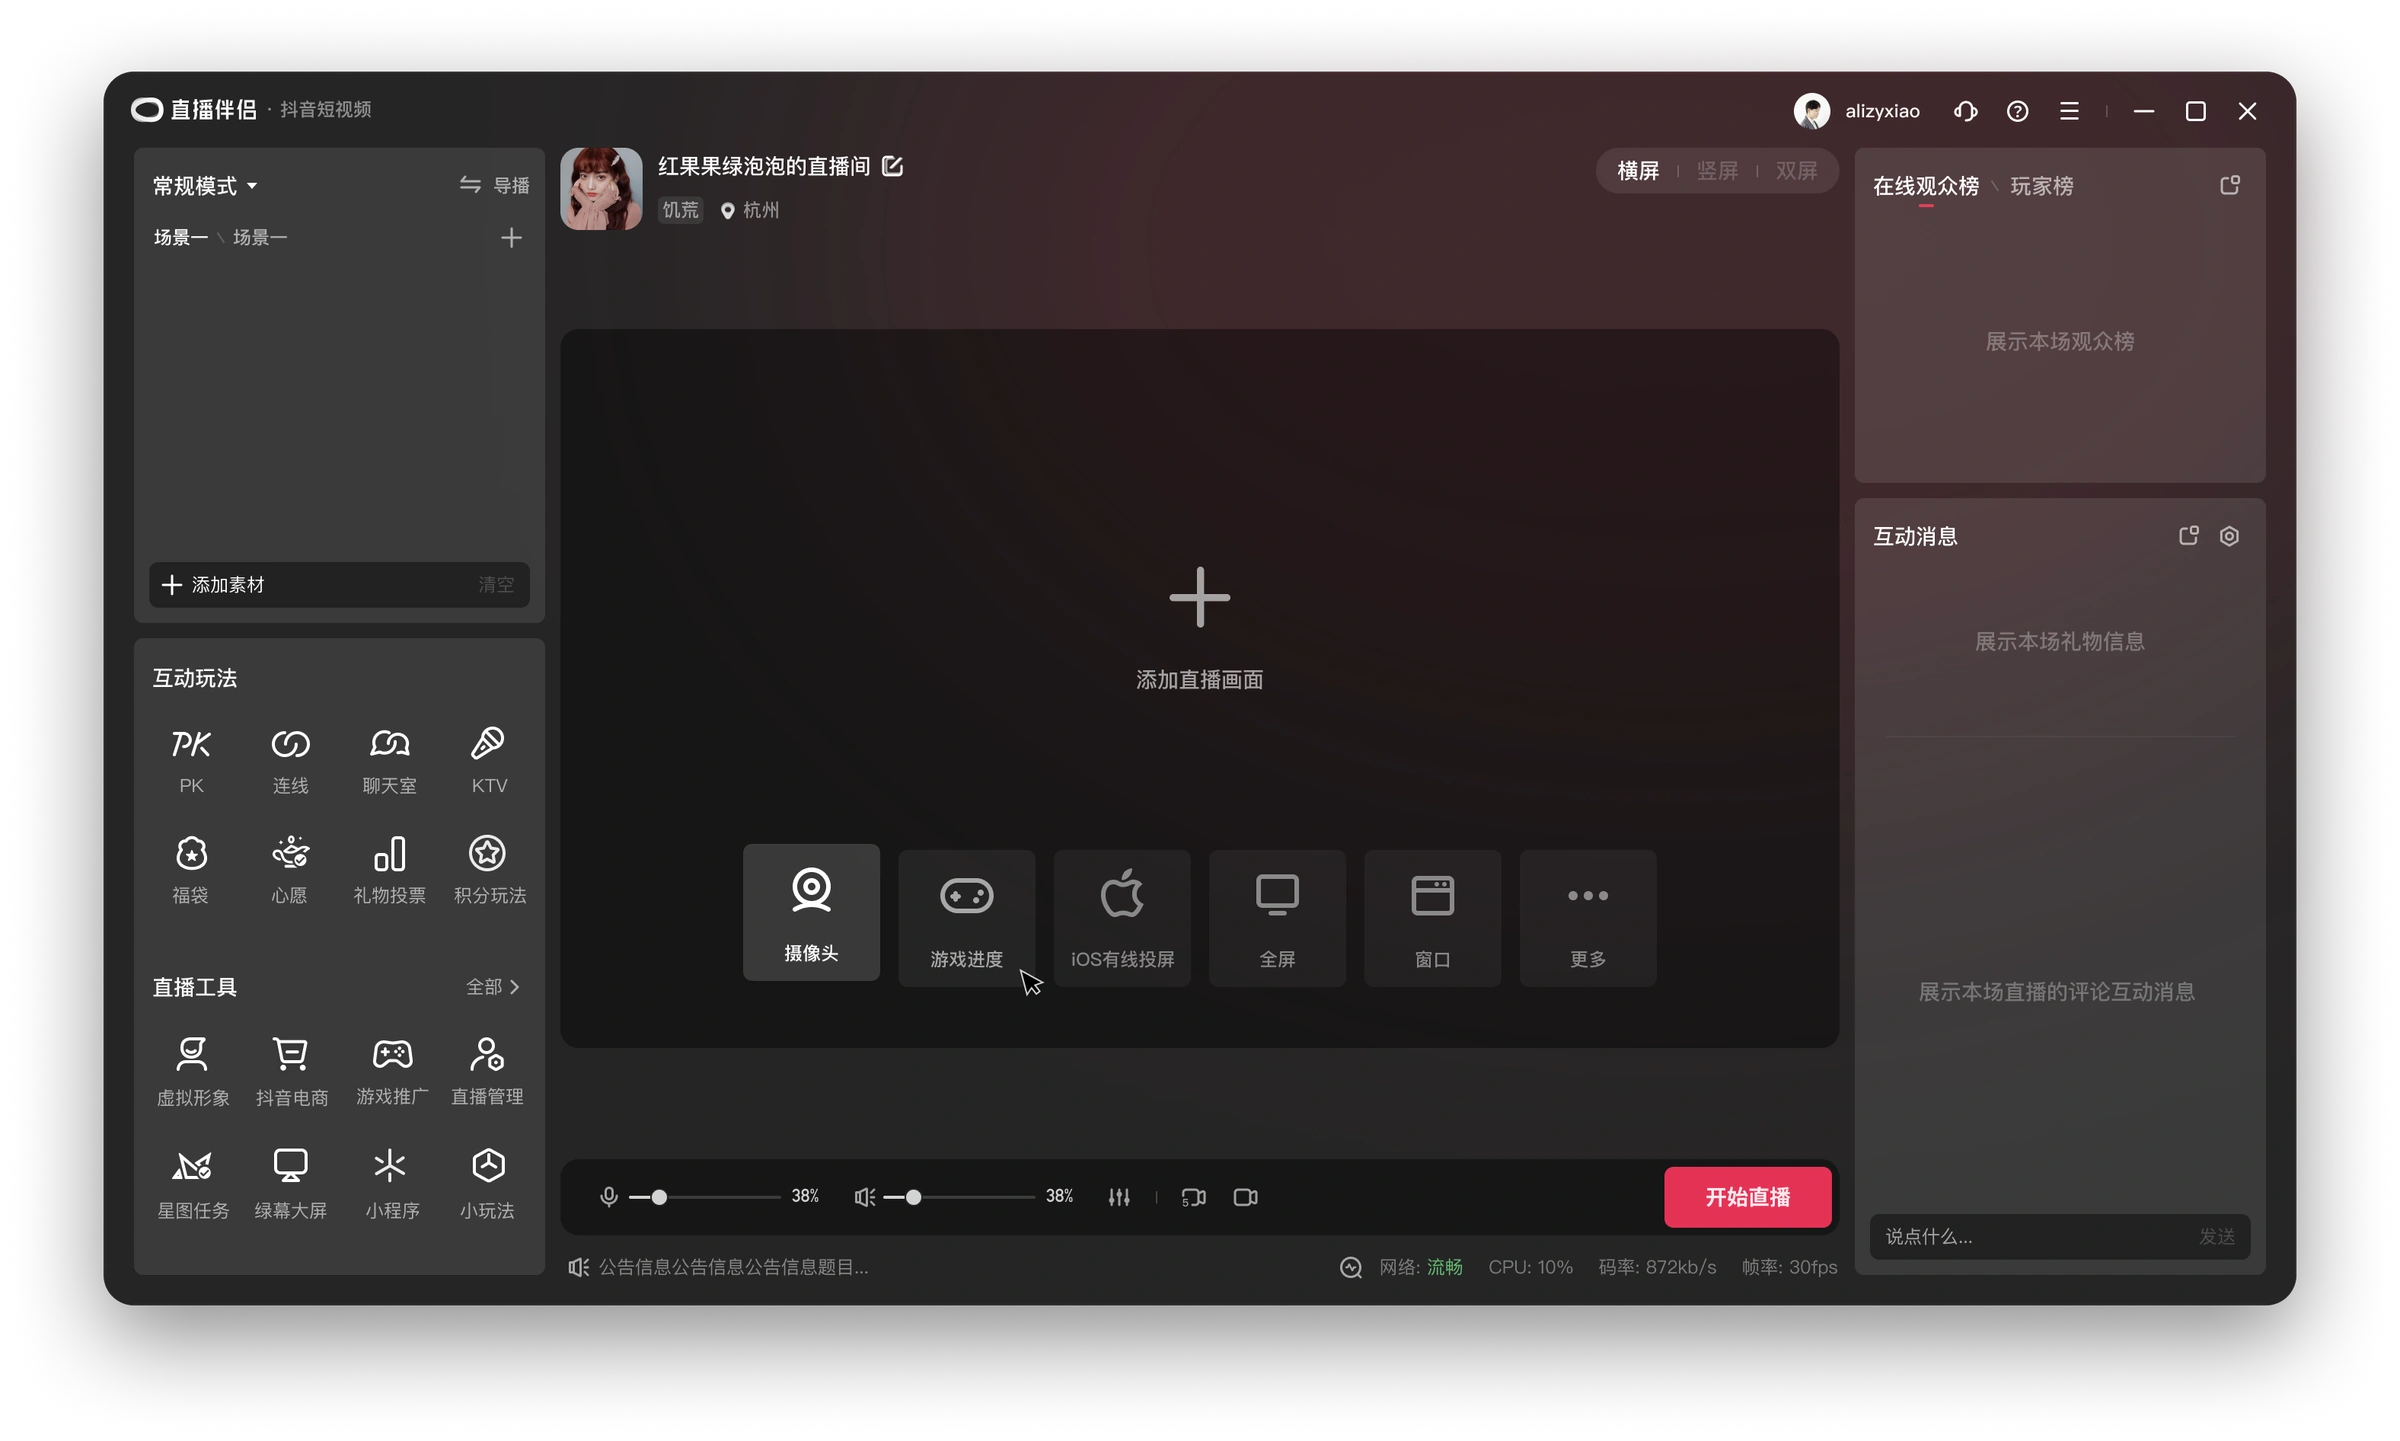 直播伴侣 · 抖音短视频
alizyxiao
常规模式
导播
场景一 \ 场景一
添加素材
清空
互动玩法
PK
PK
连线
聊天室
KTV
福袋
心愿
礼物投票
积分玩法
直播工具
全部
虚拟形象
抖音电商
游戏推广
直播管理
星图任务
绿幕大屏
小程序
小玩法
红果果绿泡泡的直播间
饥荒
杭州
横屏
竖屏
双屏
添加直播画面
摄像头
游戏进度
iOS有线投屏
全屏
窗口
更多
38%
38%
5
开始直播
公告信息公告信息公告信息题目...
网络: 流畅
CPU: 10%
码率: 872kb/s
帧率: 30fps
在线观众榜 \ 玩家榜
展示本场观众榜
互动消息
展示本场礼物信息
展示本场直播的评论互动消息
说点什么...
发送